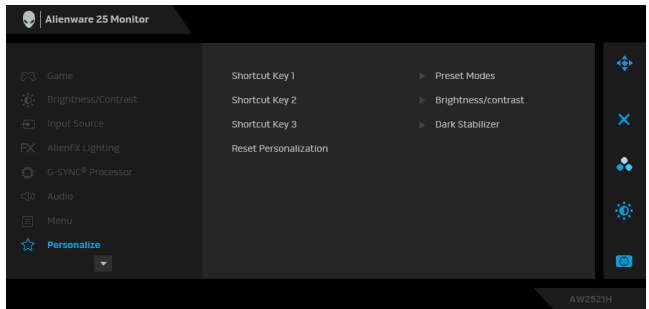 Alienware 25 Monitor
Game
Brightness/Contrast
Input Source
AlienFX Lighting
G-SYNC® Processor
Audio
Menu
Personalize
Shortcut Key 1 Preset Modes
Shortcut Key 2 Brightness/contrast
Shortcut Key 3 Dark Stabilizer
Reset Personalization
AW2521H